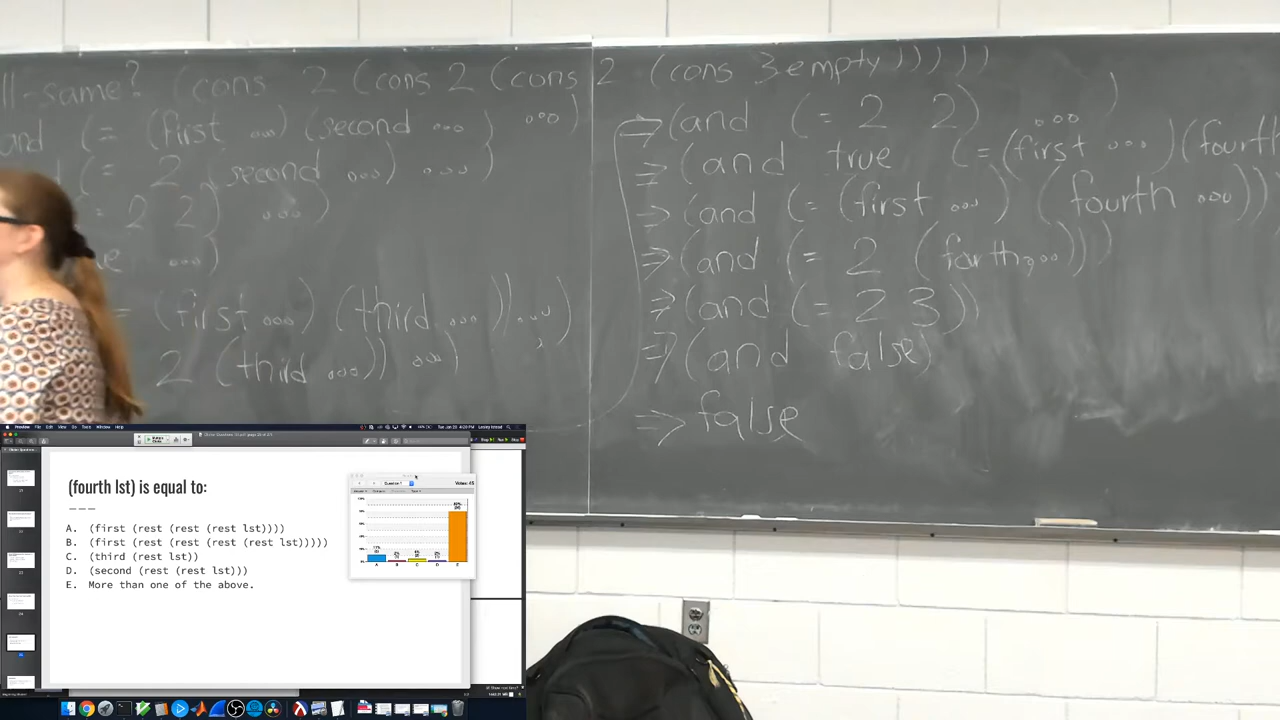 ll-same? (cons 2 (cons 2 (cons 2 (cons 3 empty)))))
and (= (first ...) (second ...) ...)
(= 2 (second ...) ...)
= 2 2) ...)
ue ...)
= (first ...) (third ...)) ...)
2 (third ...)) ...)
⇒ (and (= 2 2) ... )
⇒ (and true (= (first ...) (fourth
⇒ (and (= (first ...) (fourth ...))
⇒ (and (= 2 (forth ...)))
⇒ (and (= 2 3))
⇒ (and false)
⇒ false
(fourth lst) is equal to:
A. (first (rest (rest (rest lst))))
B. (first (rest (rest (rest (rest lst)))))
C. (third (rest lst))
D. (second (rest (rest lst)))
E. More than one of the above.
A B C D E